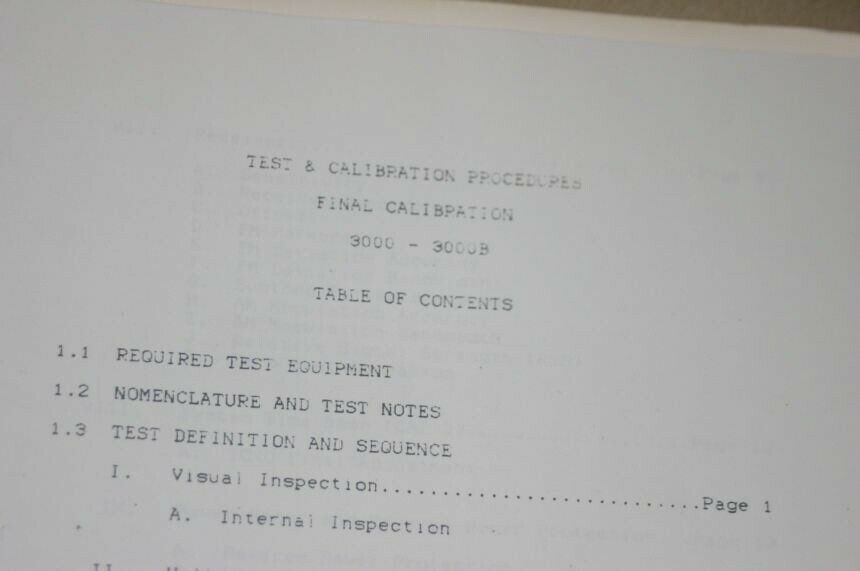 TEST & CALIBRATION PROCEDURES
FINAL CALIBRATION
3000 - 3000B
TABLE OF CONTENTS
1.1 REQUIRED TEST EQUIPMENT
1.2 NOMENCLATURE AND TEST NOTES
1.3 TEST DEFINITION AND SEQUENCE
I. Visual Inspection..............................Page 1
A. Internal Inspection
II.